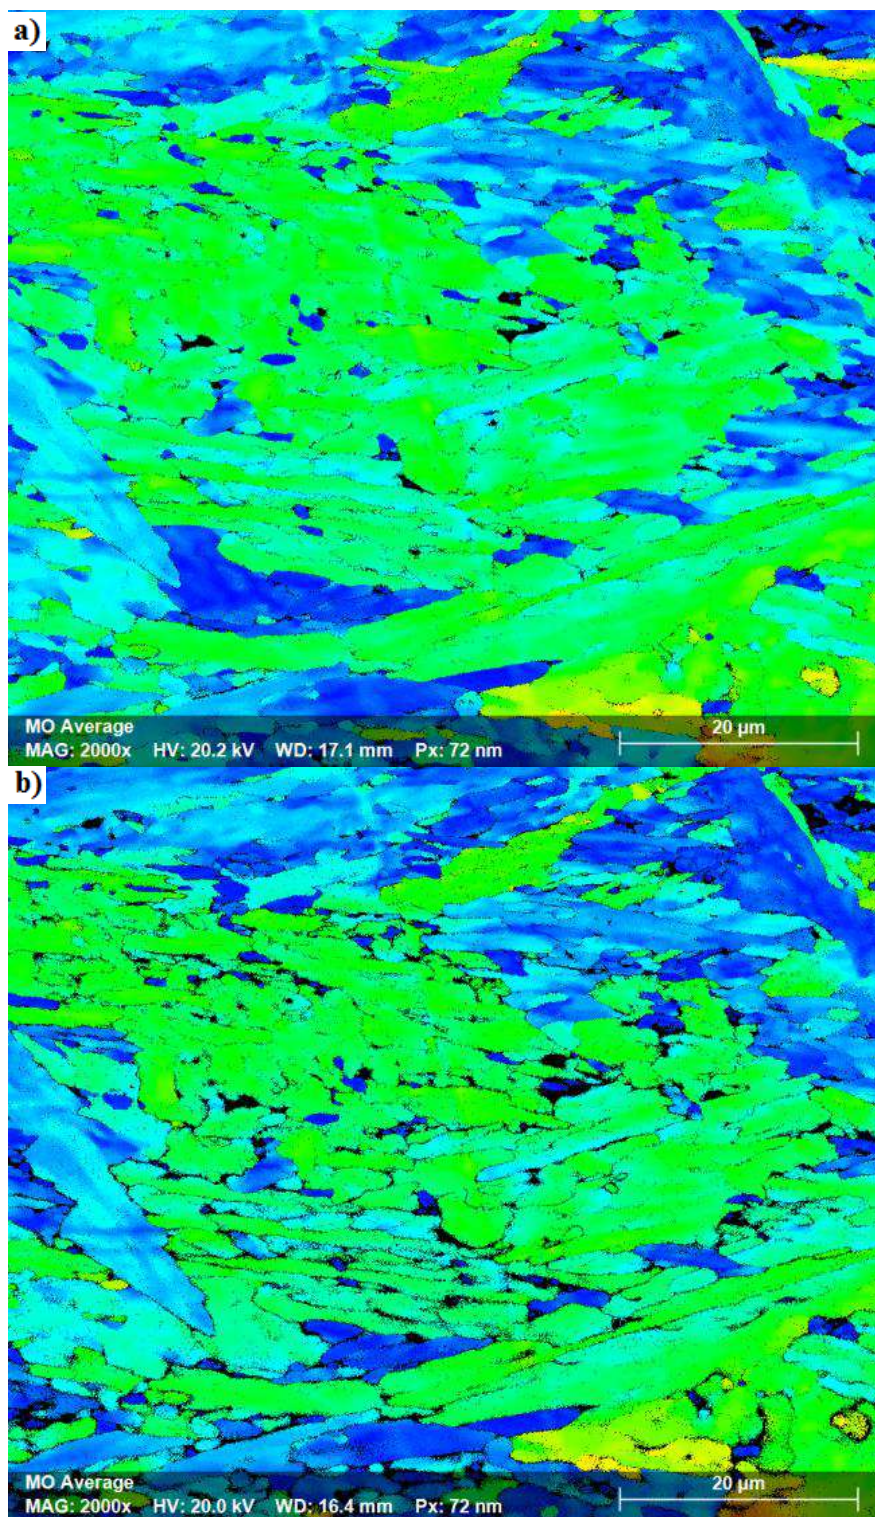 a)
MO Average
20 µm
MAG: 2000x HV: 20.2 kV WD: 17.1 mm Px: 72 nm
b)
MO Average
20 µm
MAG: 2000x HV: 20.0 kV WD: 16.4 mm Px: 72 nm